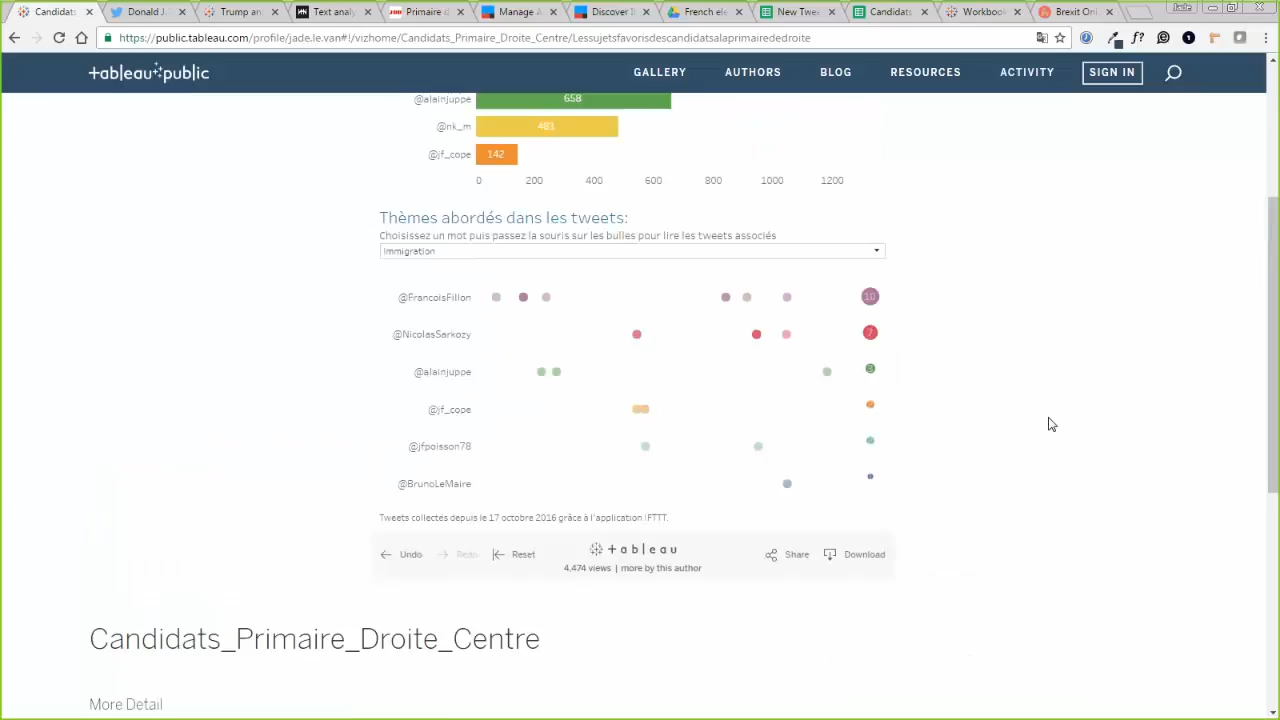 Candidats
Donald J.
Trump an
Text analy
Primaire d
Manage A
Discover I
French ele
New Twe
Candidats
Workbook
Brexit Onl
https://public.tableau.com/profile/jade.le.van#!/vizhome/Candidats_Primaire_Droite_Centre/Lessujetsfavorisdescandidatsalaprimairededroite
+ableau+public
GALLERY
AUTHORS
BLOG
RESOURCES
ACTIVITY
SIGN IN
@alainjuppe 658
@nk_m 481
@jf_cope 142
0 200 400 600 800 1000 1200
Thèmes abordés dans les tweets:
Choisissez un mot puis passez la souris sur les bulles pour lire les tweets associés
Immigration
@FrancoisFillon 10
@NicolasSarkozy 7
@alainjuppe 3
@jf_cope
@jfpoisson78
@BrunoLeMaire
Tweets collectés depuis le 17 octobre 2016 grâce à l'application IFTTT.
Undo
Redo
Reset
+ableau
Share
Download
4,474 views | more by this author
Candidats_Primaire_Droite_Centre
More Detail